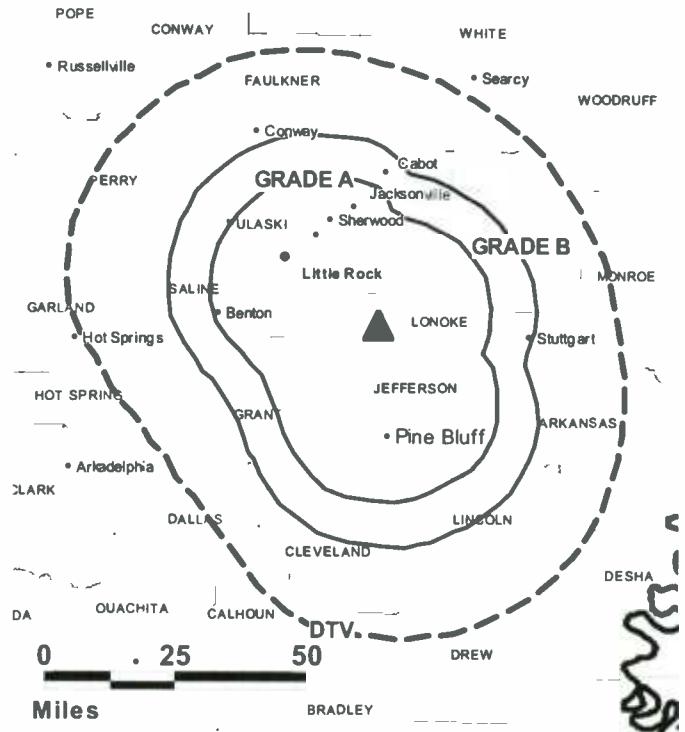 POPE
CONWAY
WHITE
Russellville
FAULKNER
Searcy
WOODRUFF
Conway
Cabot
PERRY
GRADE A
Jacksonville
ULASKI
Sherwood
GRADE B
Little Rock
MONROE
SALINE
GARLAND
Benton
LONOKE
Hot Springs
Stuttgart
HOT SPRING
JEFFERSON
GRANT
ARKANSAS
Pine Bluff
Arkadelphia
CLARK
DALLAS
LINCOLN
CLEVELAND
DESHA
DA
OUACHITA
CALHOUN
DTV
DREW
0 25 50
Miles
BRADLEY